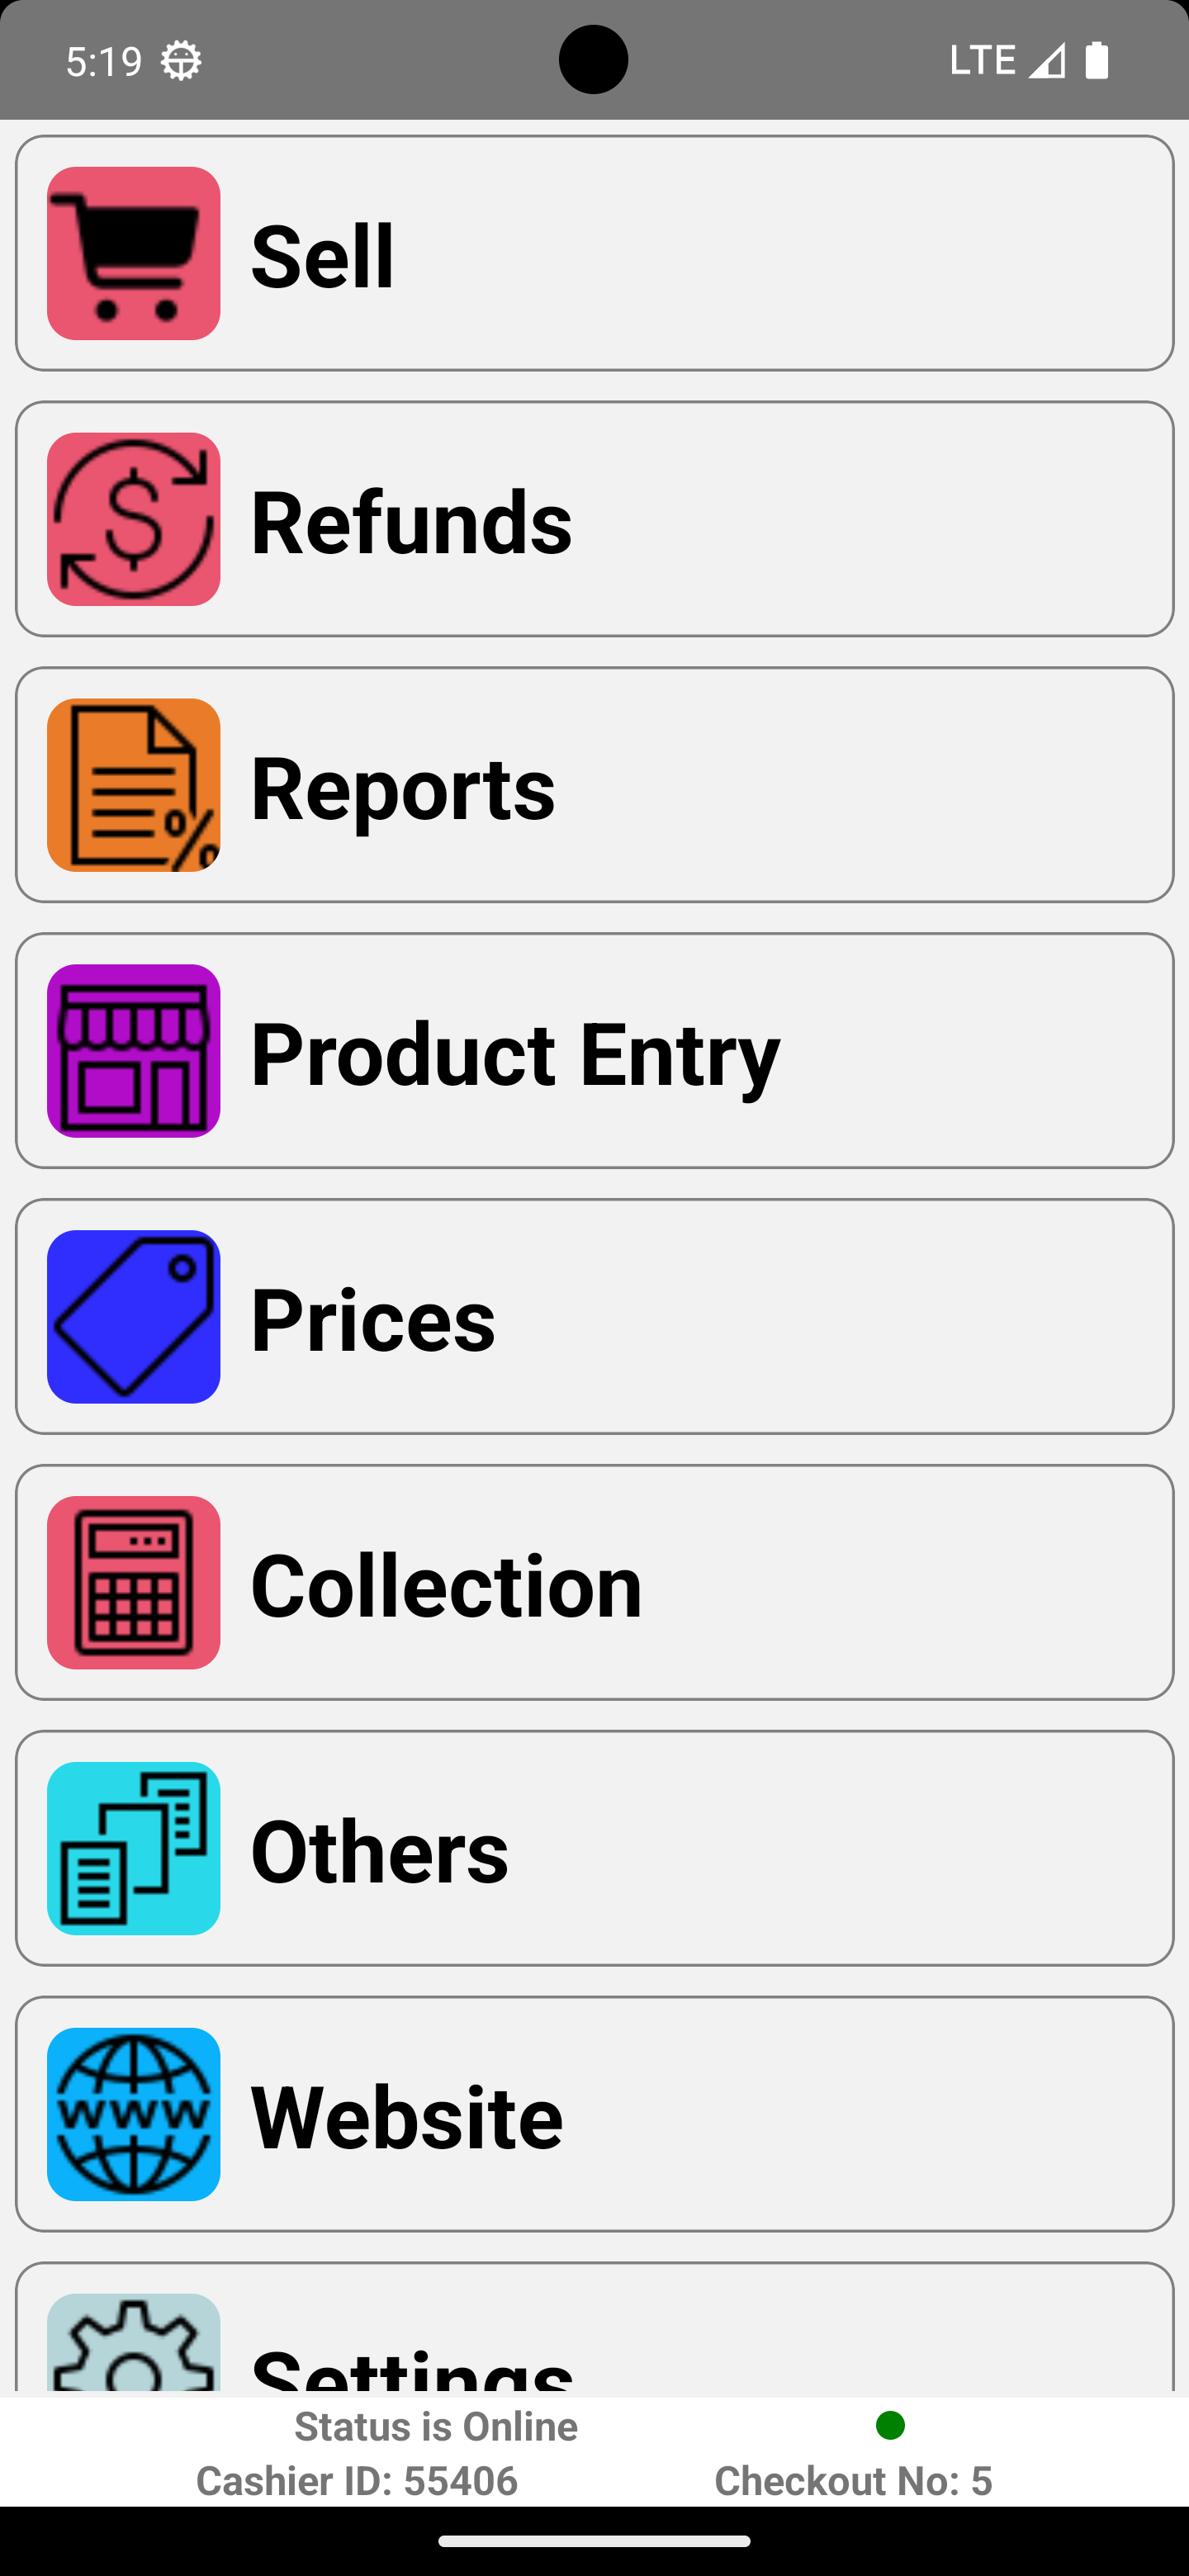 5:19
LTE
Sell
Refunds
Reports
Product Entry
Prices
Collection
Others
www
Website
Settings
Status is Online
Cashier ID: 55406
Checkout No: 5